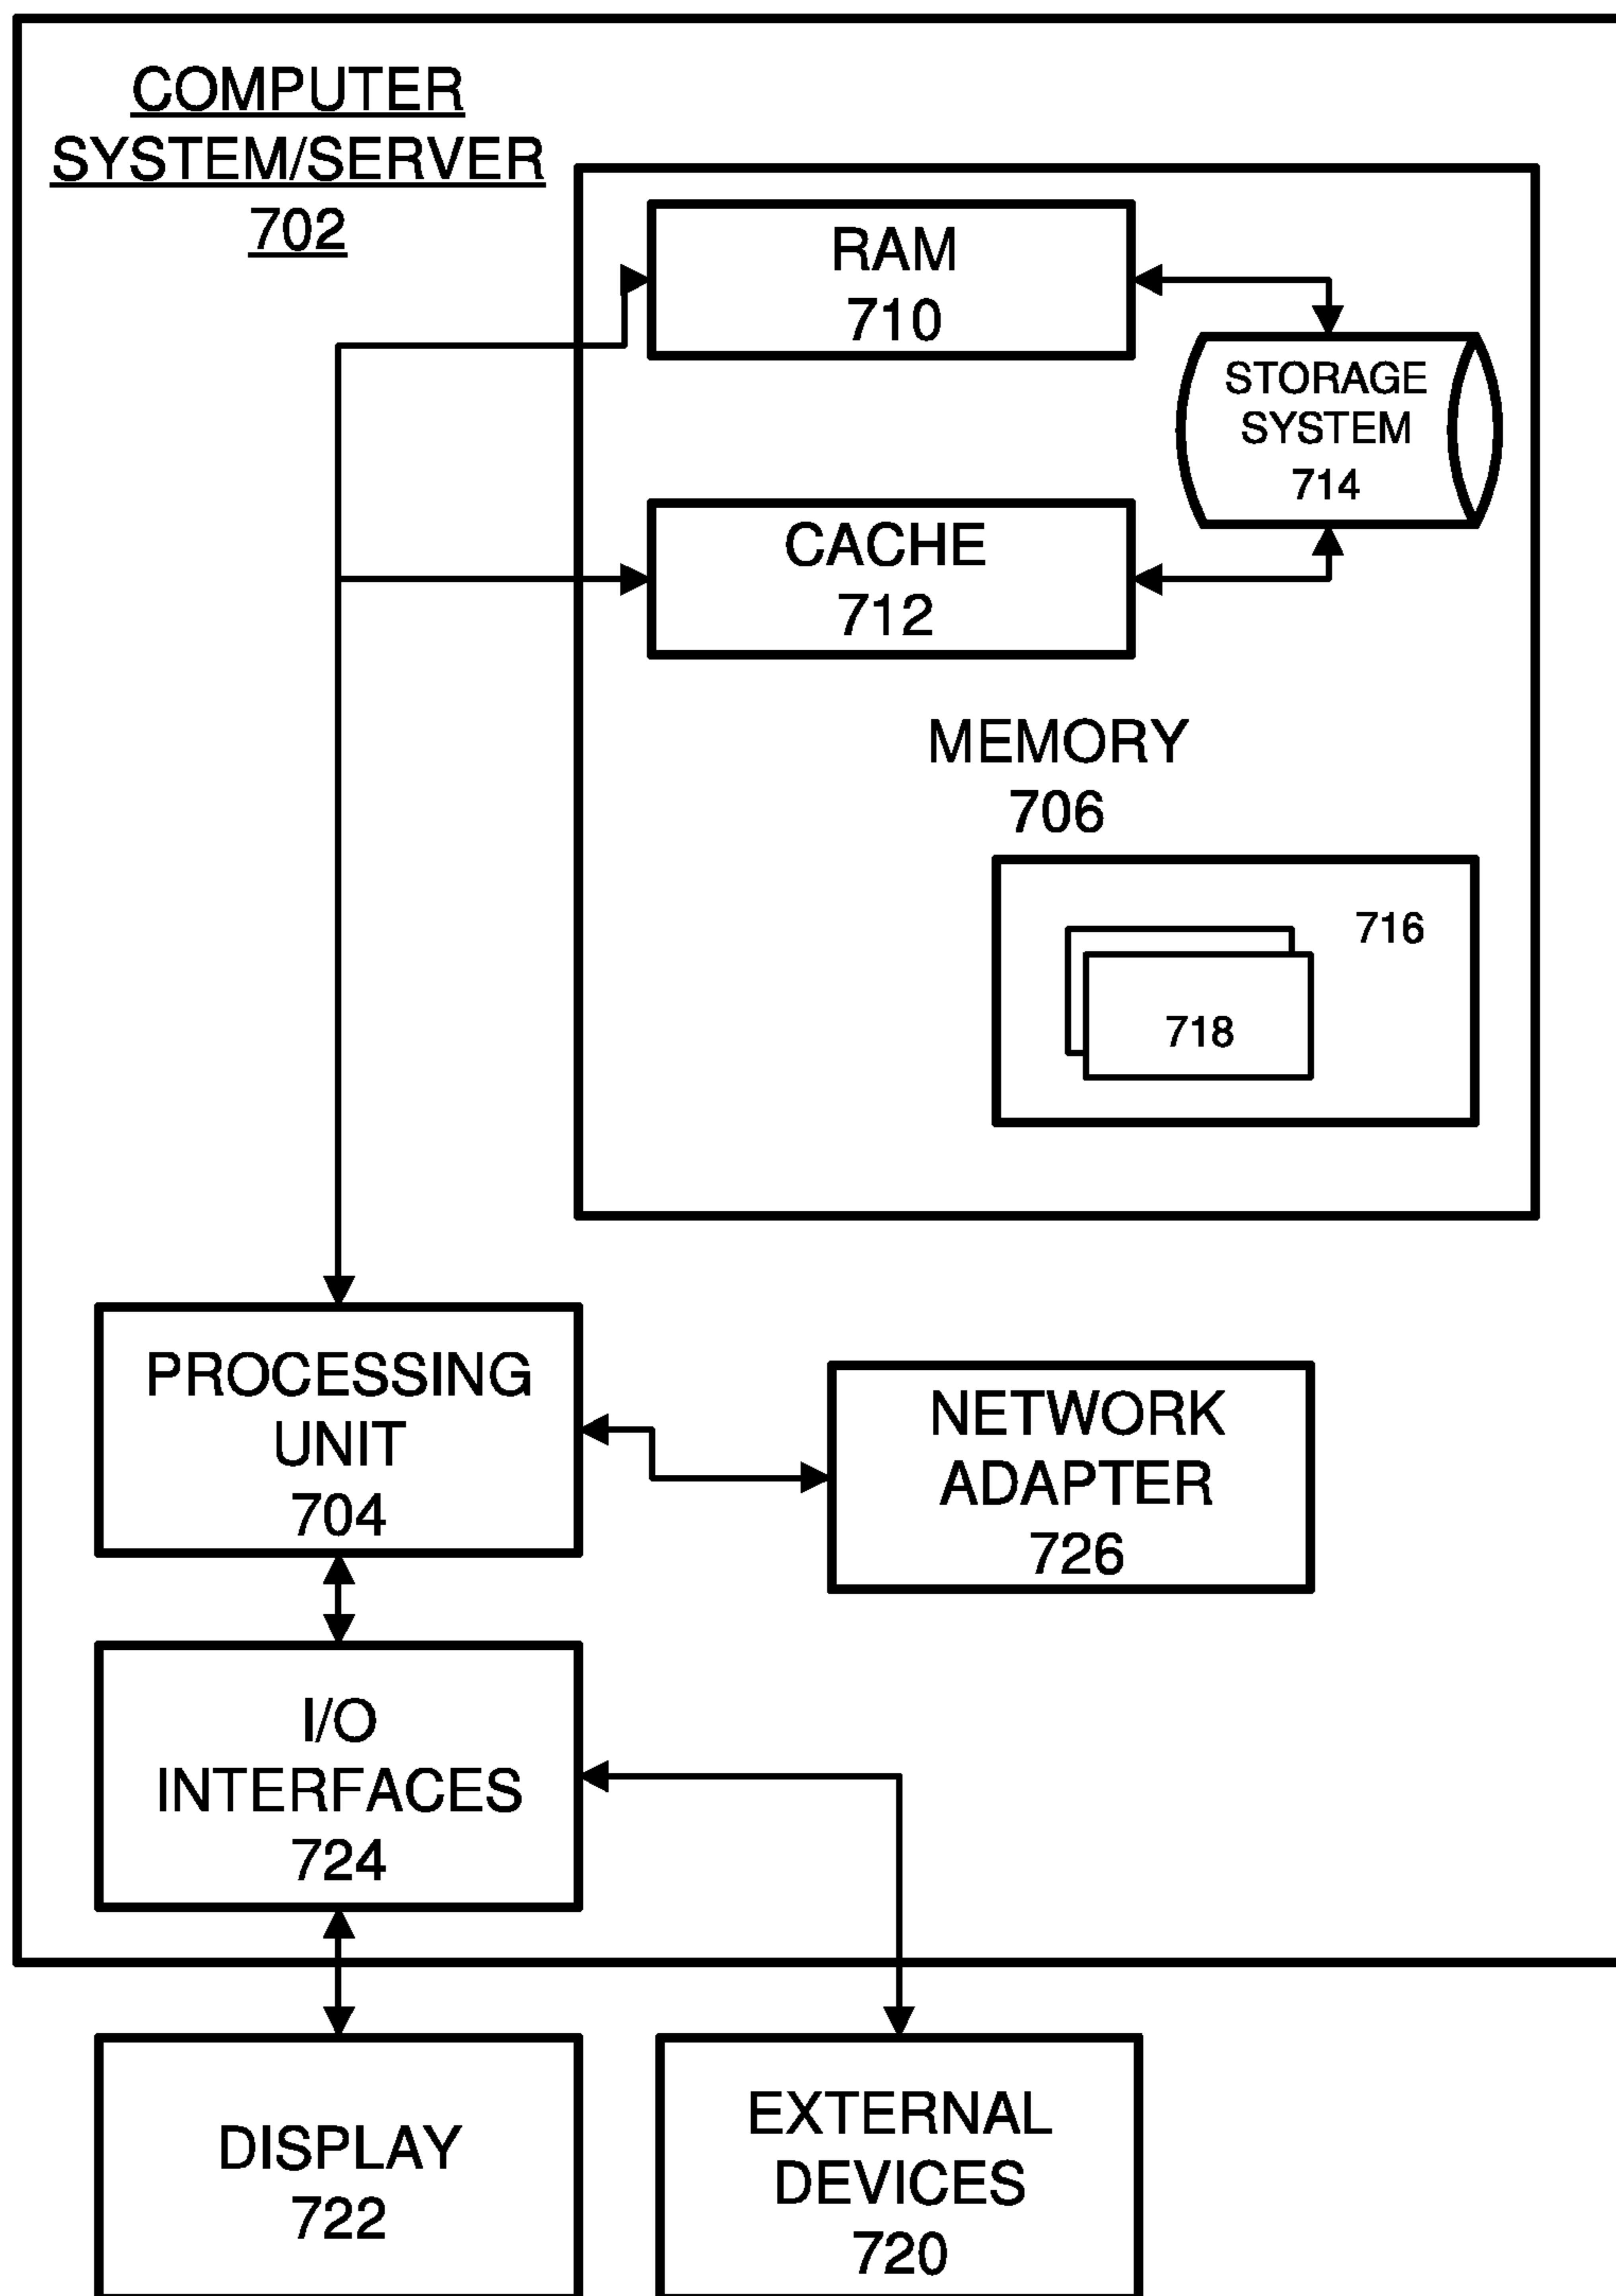 COMPUTER
SYSTEM/SERVER
702
RAM
710
STORAGE
SYSTEM
714
CACHE
712
MEMORY
706
716
718
PROCESSING
UNIT
704
NETWORK
ADAPTER
726
I/O
INTERFACES
724
DISPLAY
722
EXTERNAL
DEVICES
720